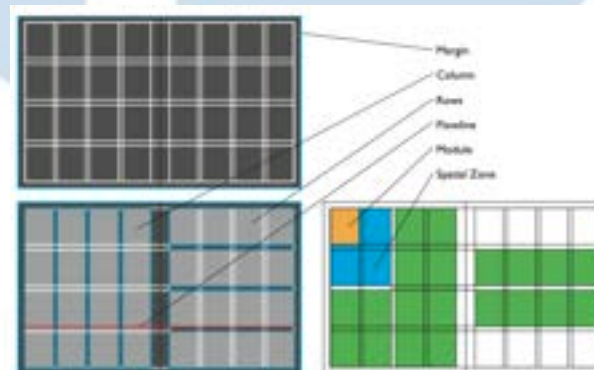 Margin
Column
Rows
Flowline
Module
Spatial Zone